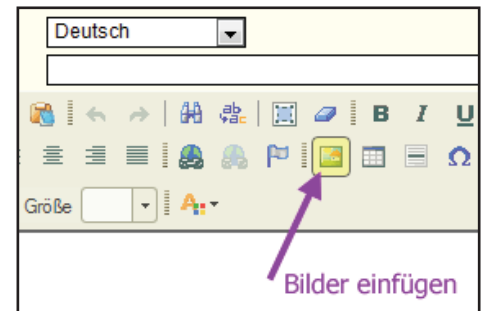 Deutsch
B I U
Ω
Größe
Bilder einfügen